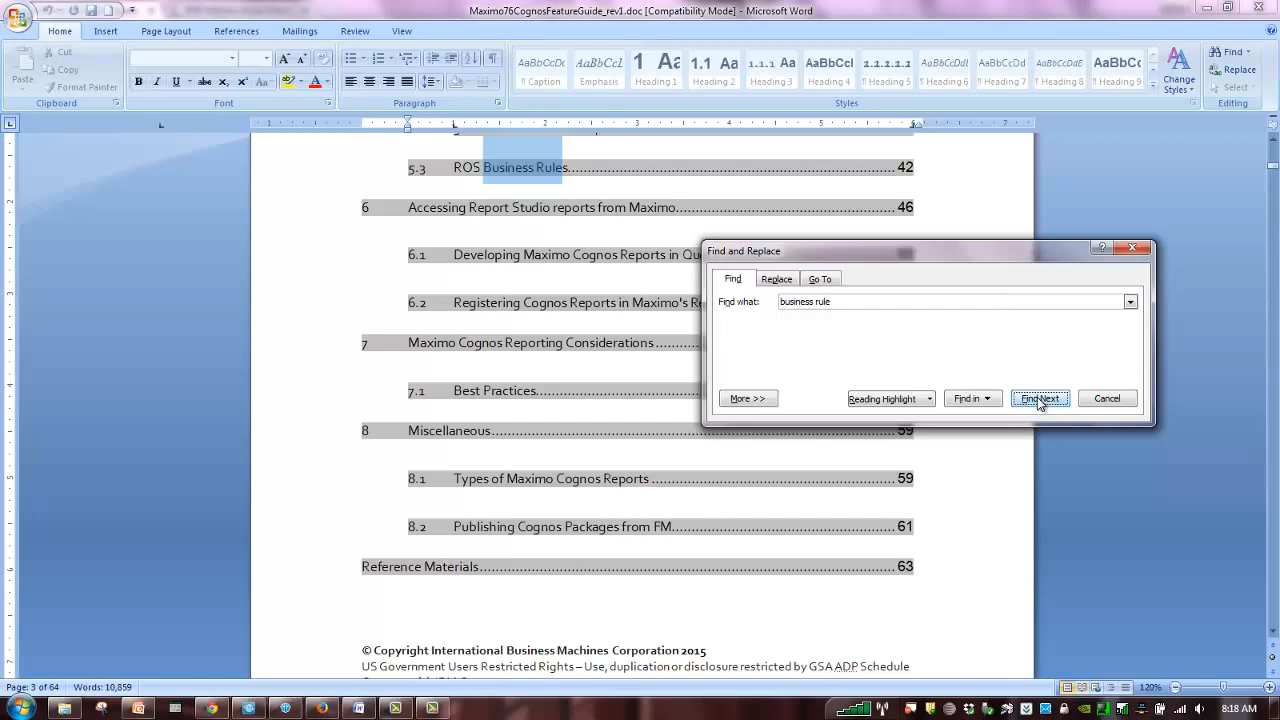 Maximo76CognosFeatureGuide_rev1.doc [Compatibility Mode] - Microsoft Word
Home Insert Page Layout References Mailings Review View
Paste
Cut
Copy
Format Painter
Clipboard
B I U abc x₂ x² Aa
Font
Paragraph
AaBbCcDc AaBbCcI 1 Aa 1.1 Aa 1.1.1 Aa AaBbCcl 1.1.1.1.1 AaBbCcDdl AaBbCcDdE AaBbCc
¶ Caption Emphasis Heading 1 Heading 2 Heading 3 Heading 4 ¶ Heading 5 ¶ Heading 6 ¶ Heading 7 ¶ Heading 8 ¶ Heading 9
Styles
Change Styles
Find
Replace
Select
Editing
5.3 ROS Business Rules 42
6 Accessing Report Studio reports from Maximo 46
6.1 Developing Maximo Cognos Reports in Qu
6.2 Registering Cognos Reports in Maximo's Re
7 Maximo Cognos Reporting Considerations
7.1 Best Practices
8 Miscellaneous 59
8.1 Types of Maximo Cognos Reports 59
8.2 Publishing Cognos Packages from FM 61
Reference Materials 63
© Copyright International Business Machines Corporation 2015
US Government Users Restricted Rights – Use, duplication or disclosure restricted by GSA ADP Schedule
Find and Replace
Find Replace Go To
Find what: business rule
More >> Reading Highlight Find in Find Next Cancel
Page: 3 of 64 Words: 10,859 120%
8:18 AM